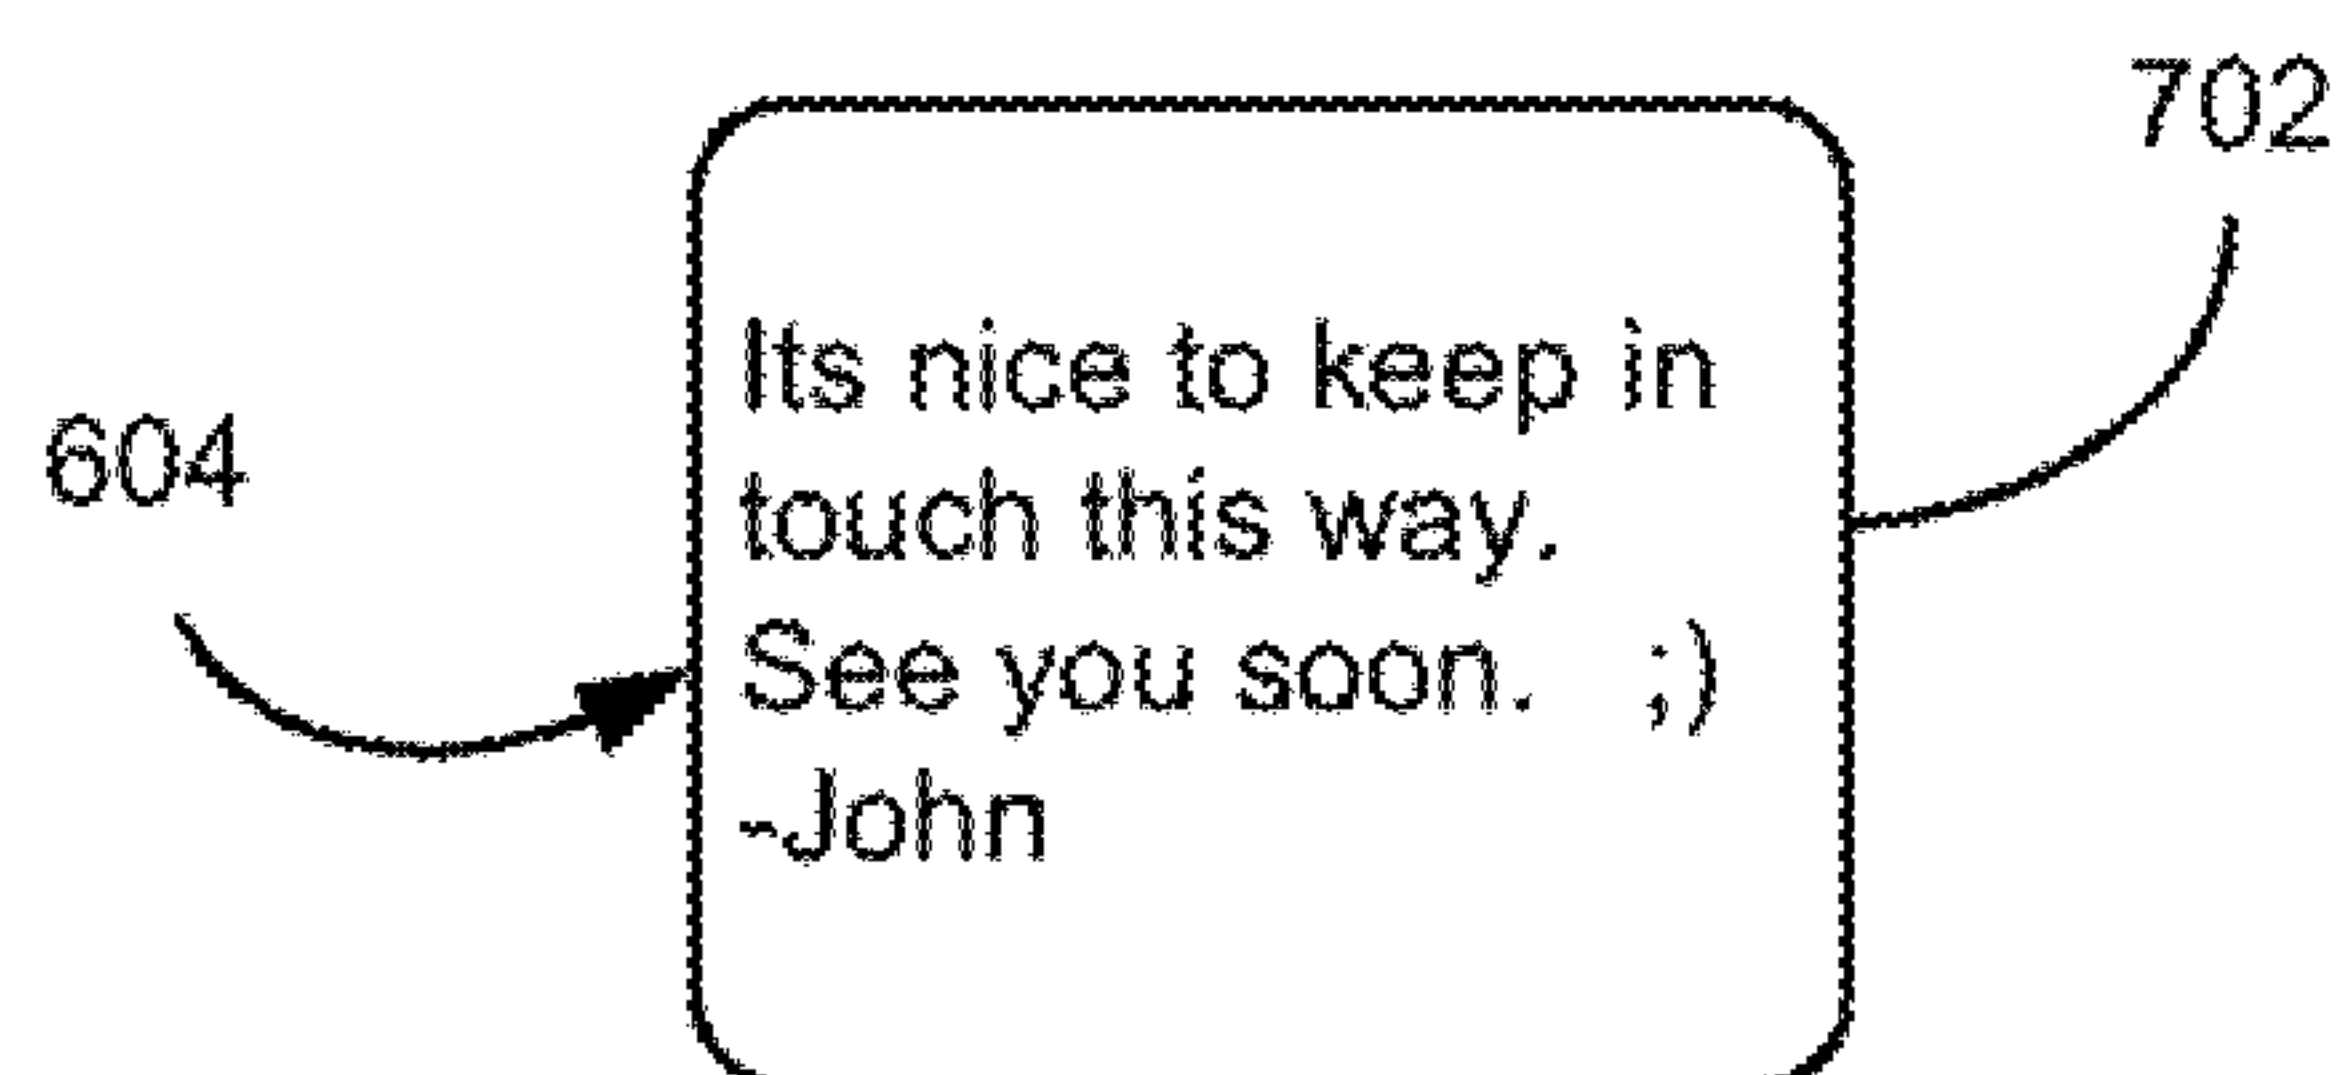 702
Its nice to keep in
604
touch this way.
See you soon.   ;)
~John